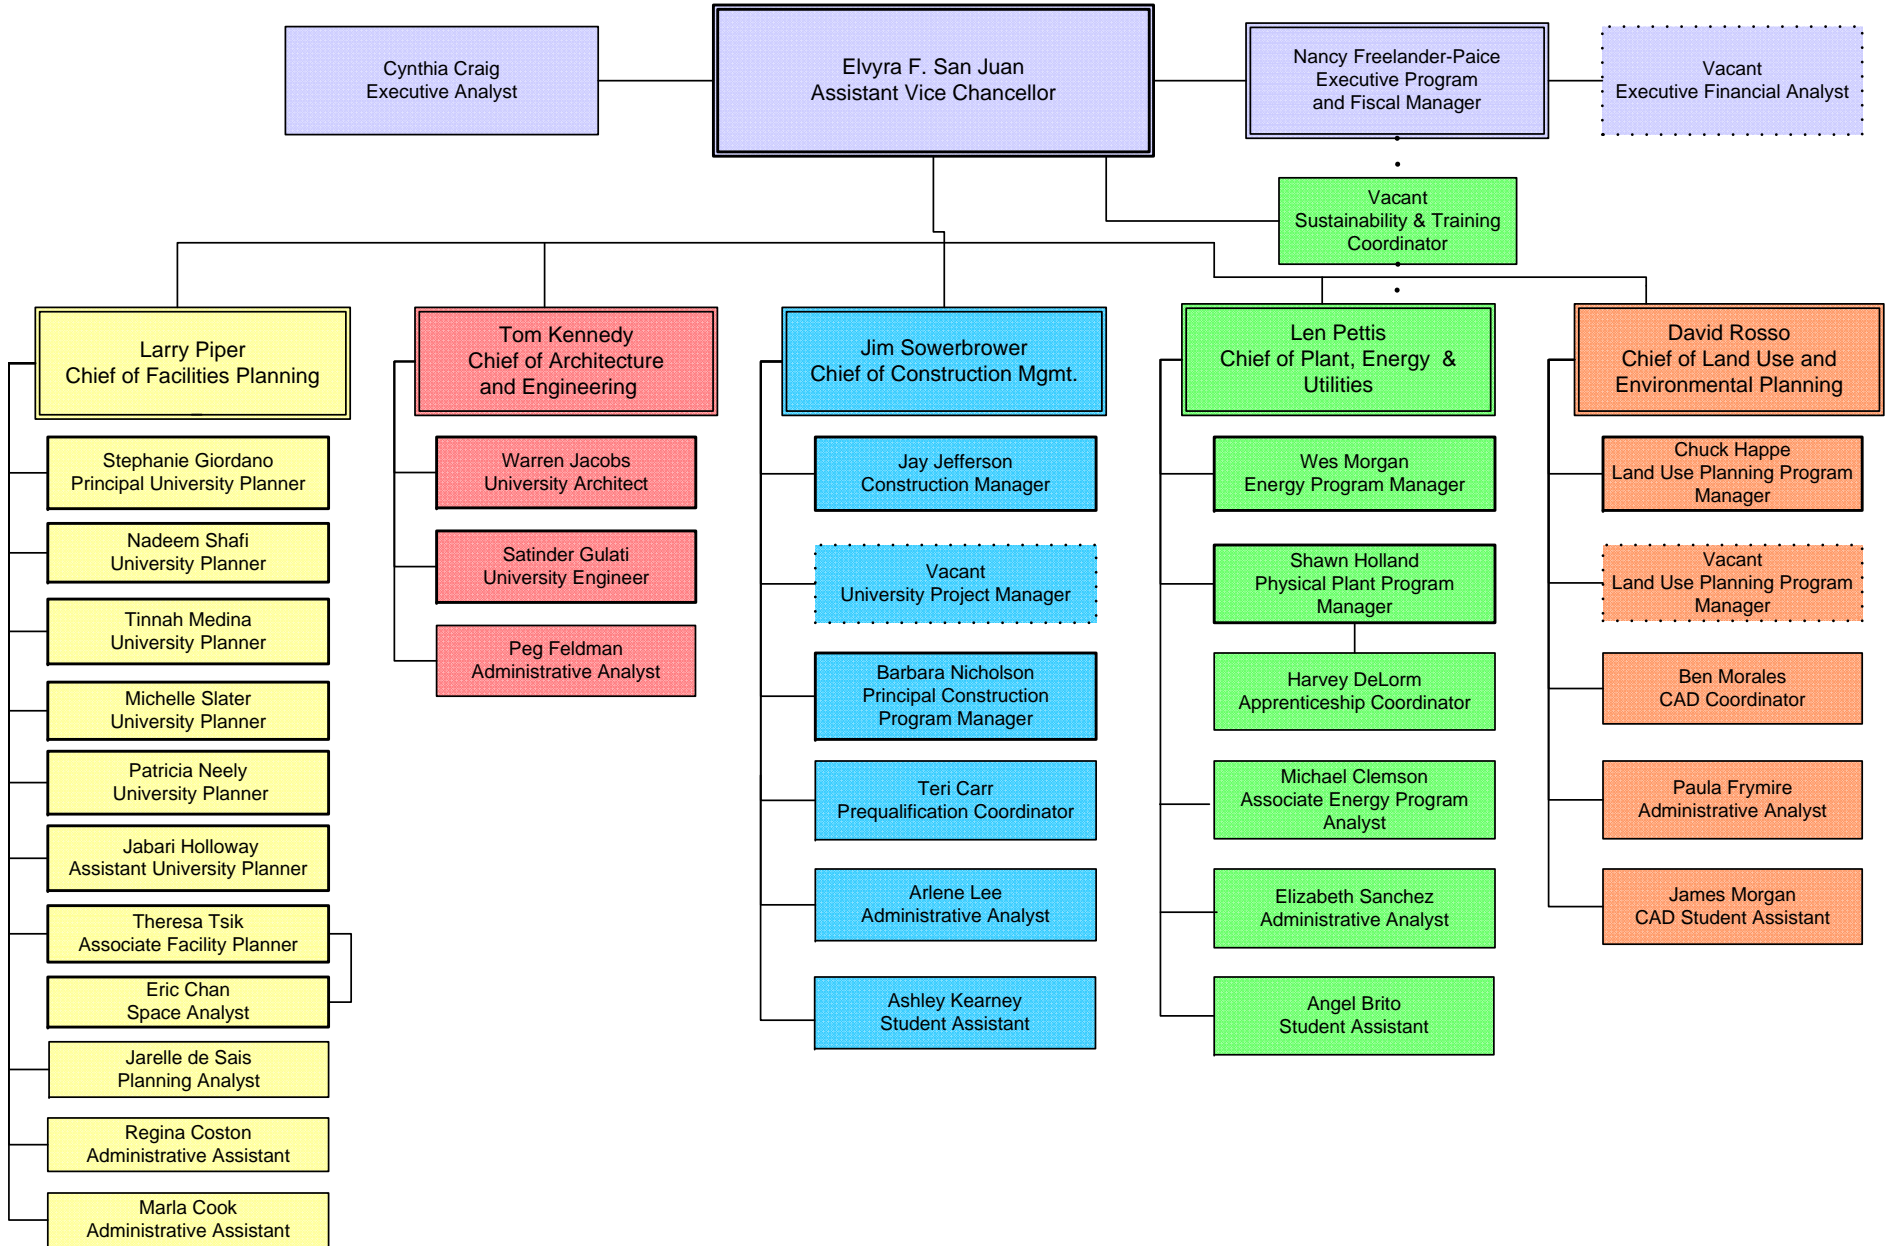 Cynthia Craig
Executive Analyst
Elvyra F. San Juan
Assistant Vice Chancellor
Nancy Freelander-Paice
Executive Program
and Fiscal Manager
Vacant
Executive Financial Analyst
Vacant
Sustainability & Training
Coordinator
Larry Piper
Chief of Facilities Planning
Stephanie Giordano
Principal University Planner
Nadeem Shafi
University Planner
Tinnah Medina
University Planner
Michelle Slater
University Planner
Patricia Neely
University Planner
Jabari Holloway
Assistant University Planner
Theresa Tsik
Associate Facility Planner
Eric Chan
Space Analyst
Jarelle de Sais
Planning Analyst
Regina Coston
Administrative Assistant
Marla Cook
Administrative Assistant
Tom Kennedy
Chief of Architecture
and Engineering
Warren Jacobs
University Architect
Satinder Gulati
University Engineer
Peg Feldman
Administrative Analyst
Jim Sowerbrower
Chief of Construction Mgmt.
Jay Jefferson
Construction Manager
Vacant
University Project Manager
Barbara Nicholson
Principal Construction
Program Manager
Teri Carr
Prequalification Coordinator
Arlene Lee
Administrative Analyst
Ashley Kearney
Student Assistant
Len Pettis
Chief of Plant, Energy &
Utilities
Wes Morgan
Energy Program Manager
Shawn Holland
Physical Plant Program
Manager
Harvey DeLorm
Apprenticeship Coordinator
Michael Clemson
Associate Energy Program
Analyst
Elizabeth Sanchez
Administrative Analyst
Angel Brito
Student Assistant
David Rosso
Chief of Land Use and
Environmental Planning
Chuck Happe
Land Use Planning Program
Manager
Vacant
Land Use Planning Program
Manager
Ben Morales
CAD Coordinator
Paula Frymire
Administrative Analyst
James Morgan
CAD Student Assistant